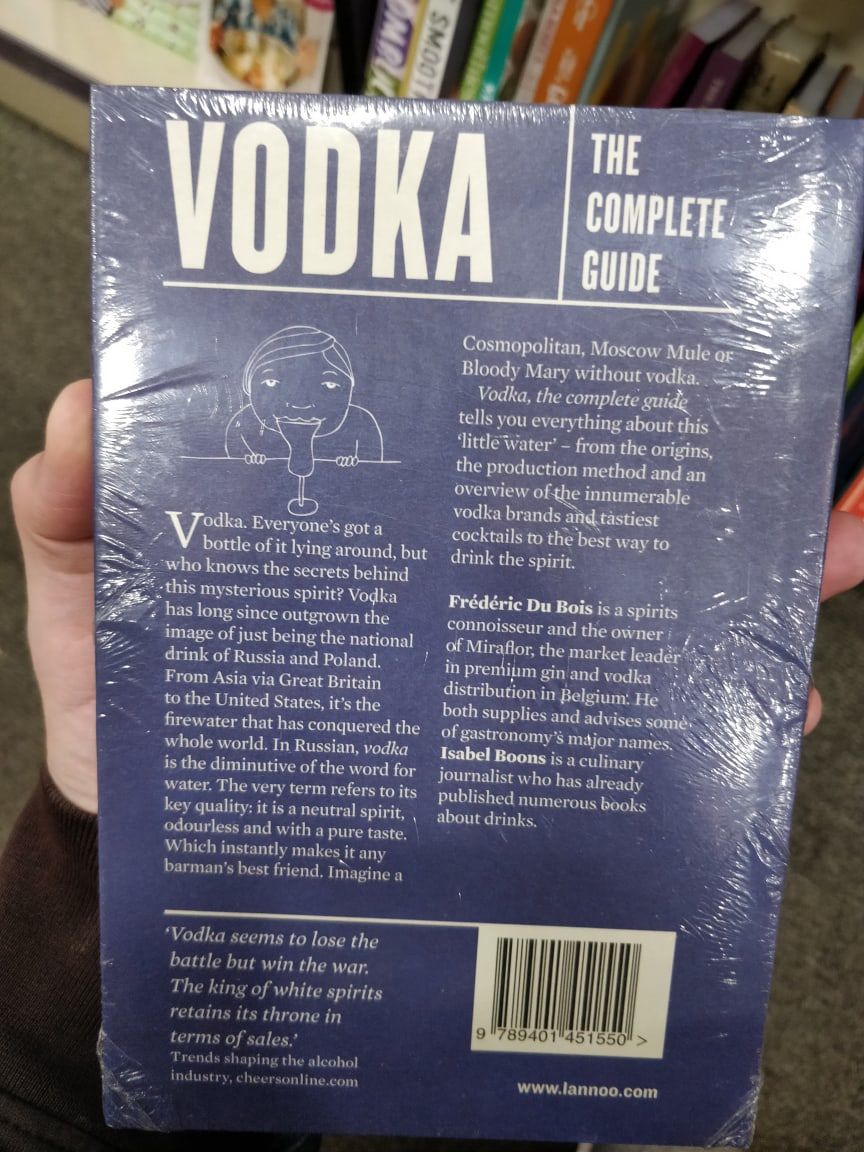 VODKA
THE
COMPLETE
GUIDE
Vodka. Everyone's got a
bottle of it lying around, but
who knows the secrets behind
this mysterious spirit? Vodka
has long since outgrown the
image of just being the national
drink of Russia and Poland.
From Asia via Great Britain
to the United States, it's the
firewater that has conquered the
whole world. In Russian, vodka
is the diminutive of the word for
water. The very term refers to its
key quality: it is a neutral spirit,
odourless and with a pure taste.
Which instantly makes it any
barman's best friend. Imagine a
Cosmopolitan, Moscow Mule or
Bloody Mary without vodka.
Vodka, the complete guide
tells you everything about this
‘little water’ – from the origins,
the production method and an
overview of the innumerable
vodka brands and tastiest
cocktails to the best way to
drink the spirit.
Frédéric Du Bois is a spirits
connoisseur and the owner
of Miraflor, the market leader
in premium gin and vodka
distribution in Belgium. He
both supplies and advises some
of gastronomy's major names.
Isabel Boons is a culinary
journalist who has already
published numerous books
about drinks.
‘Vodka seems to lose the
battle but win the war.
The king of white spirits
retains its throne in
terms of sales.’
Trends shaping the alcohol
industry, cheersonline.com
9 789401 451550 >
www.lannoo.com